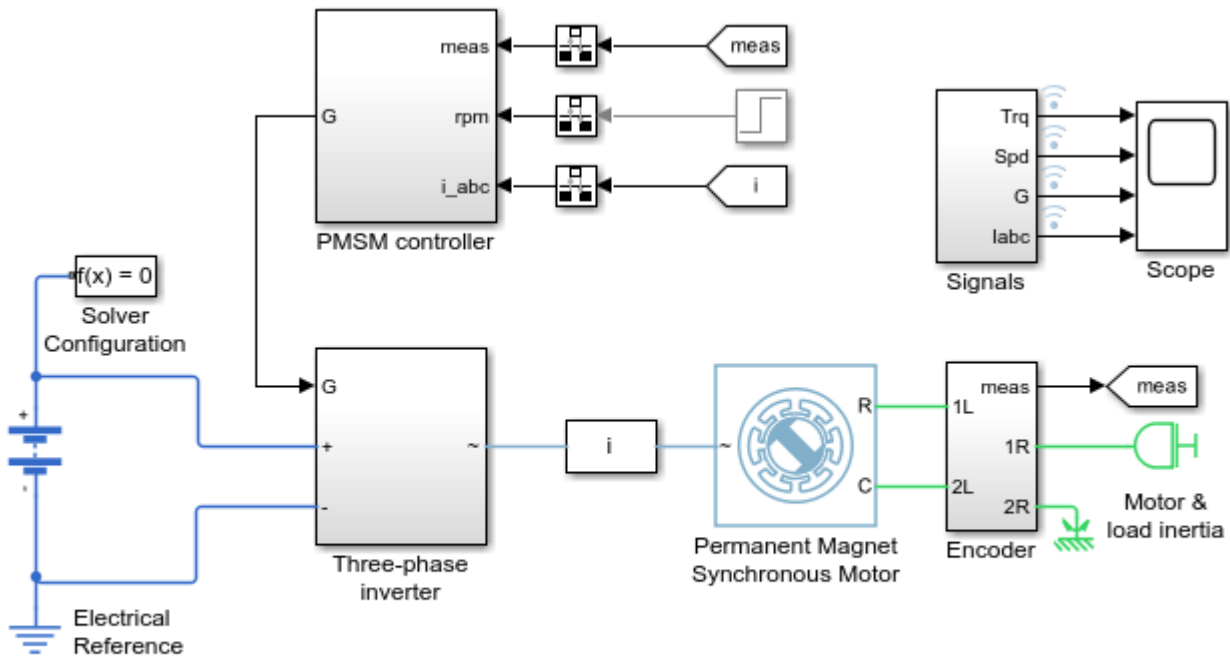 meas
meas
G
rpm
i_abc
i
PMSM controller
Trq
Spd
G
Iabc
Signals
Scope
f(x) = 0
Solver
Configuration
G
+
~
-
Three-phase
inverter
+
-
i
~
R
C
Permanent Magnet
Synchronous Motor
meas
1L
1R
2L
2R
Encoder
meas
Motor &
load inertia
Electrical
Reference